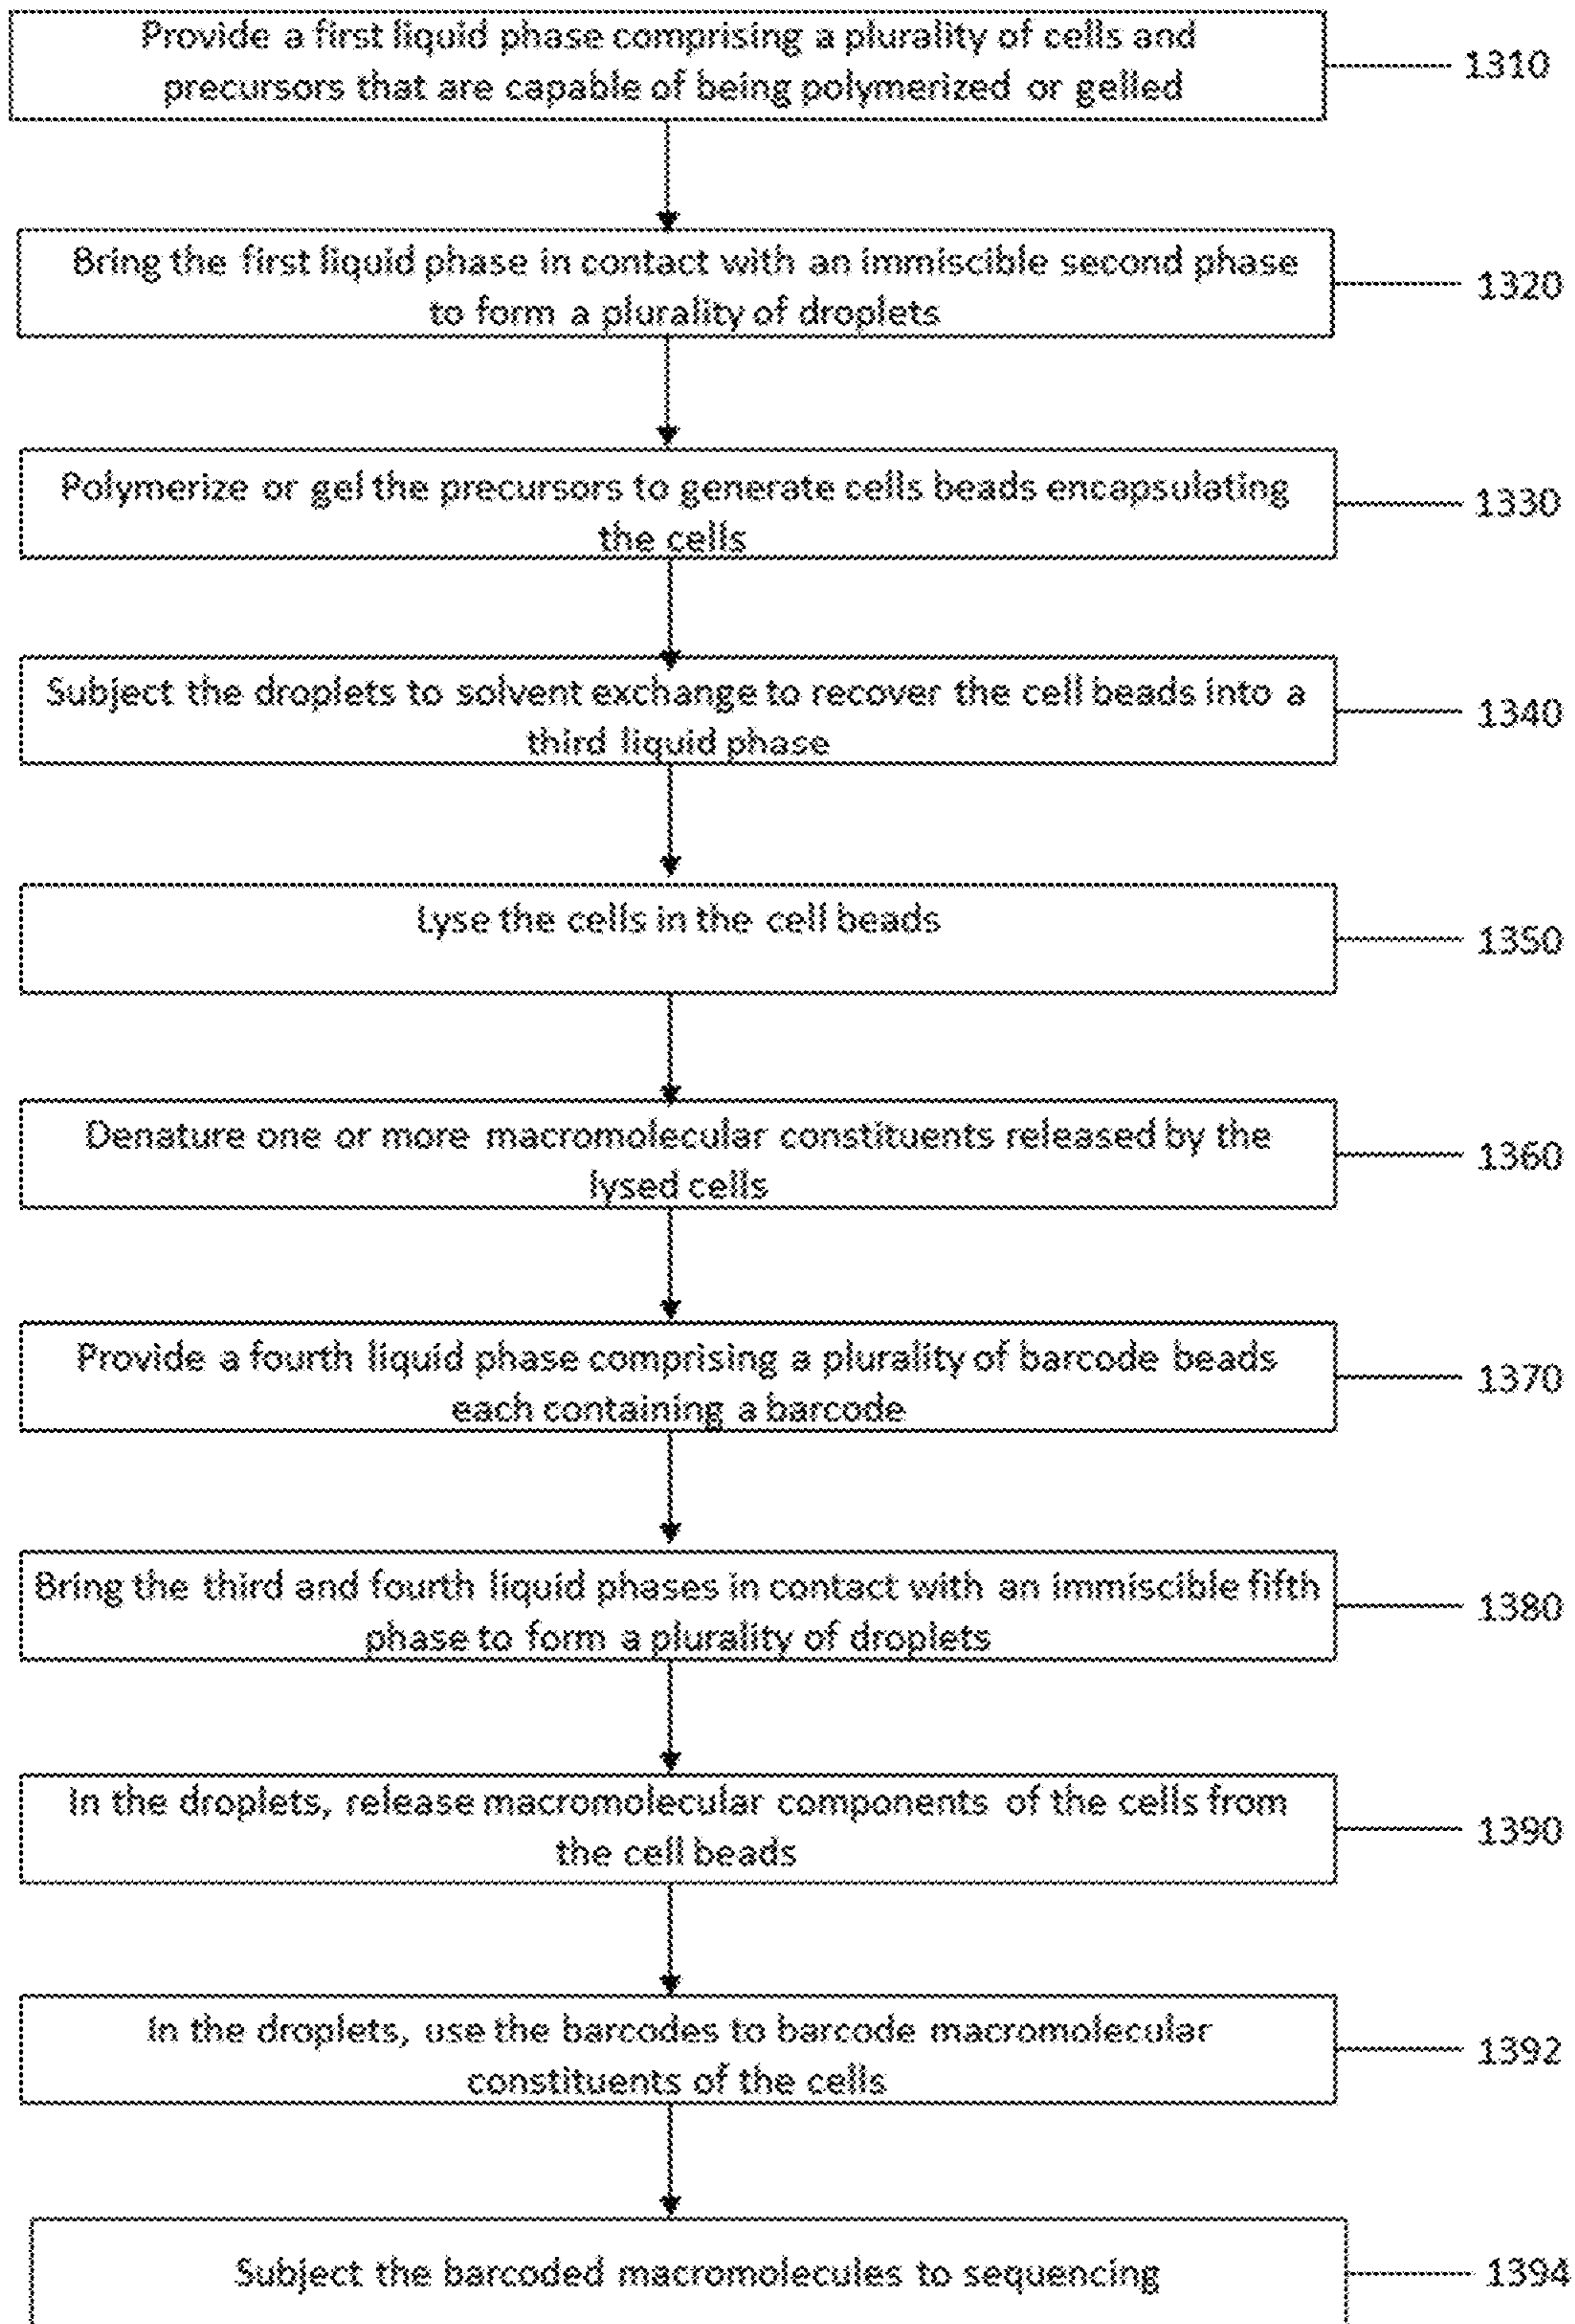 Provide a first liquid phase comprising a plurality of cells and
precursors that are capable of being polymerized or gelled
1310
Bring the first liquid phase in contact with an immiscible second phase
to form a plurality of droplets
1320
Polymerize or gel the precursors to generate cells beads encapsulating
the cells
1330
Subject the droplets to solvent exchange to recover the cell beads into a
third liquid phase
1340
Lyse the cells in the cell beads
1350
Denature one or more macromolecular constituents released by the
lysed cells
1360
Provide a fourth liquid phase comprising a plurality of barcode beads
each containing a barcode
1370
Bring the third and fourth liquid phases in contact with an immiscible fifth
phase to form a plurality of droplets
1380
In the droplets, release macromolecular components of the cells from
the cell beads
1390
In the droplets, use the barcodes to barcode macromolecular
constituents of the cells
1392
Subject the barcoded macromolecules to sequencing
1394